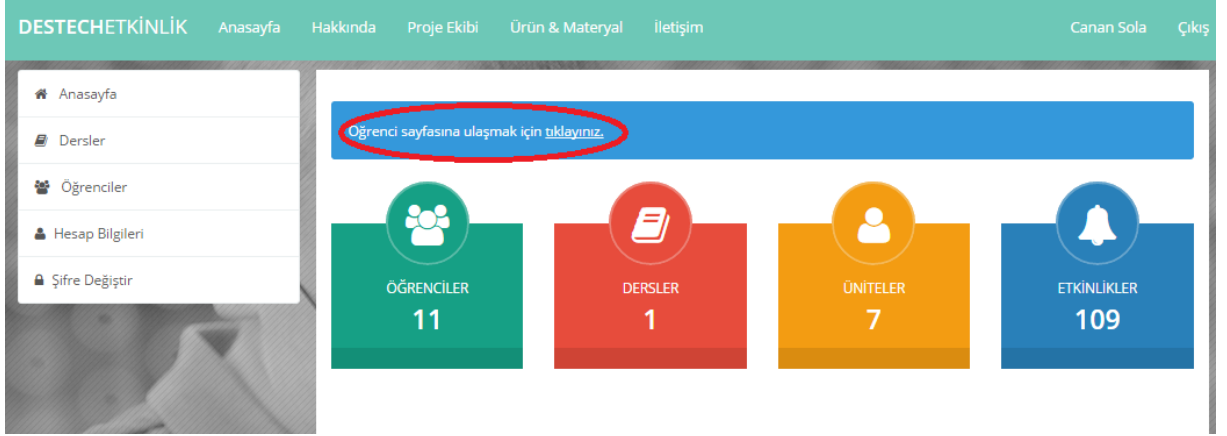 DESTECHETKİNLİK Anasayfa Hakkında Proje Ekibi Ürün & Materyal İletişim Canan Sola Çıkış
Anasayfa
Dersler
Öğrenciler
Hesap Bilgileri
Şifre Değiştir
Öğrenci sayfasına ulaşmak için tıklayınız.
ÖĞRENCİLER
11
DERSLER
1
ÜNİTELER
7
ETKİNLİKLER
109